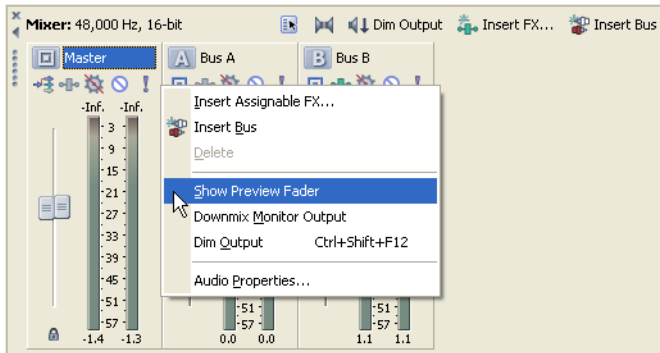 Mixer: 48,000 Hz, 16-bit
Dim Output
Insert FX...
Insert Bus
Master
A
Bus A
B
Bus B
-Inf. -Inf.
3
9
15
21
27
33
39
45
51
57
-1.4 -1.3
Insert Assignable FX...
Insert Bus
Delete
Show Preview Fader
Downmix Monitor Output
Dim Output Ctrl+Shift+F12
Audio Properties...
51
57
0.0 0.0
51
57
1.1 1.1